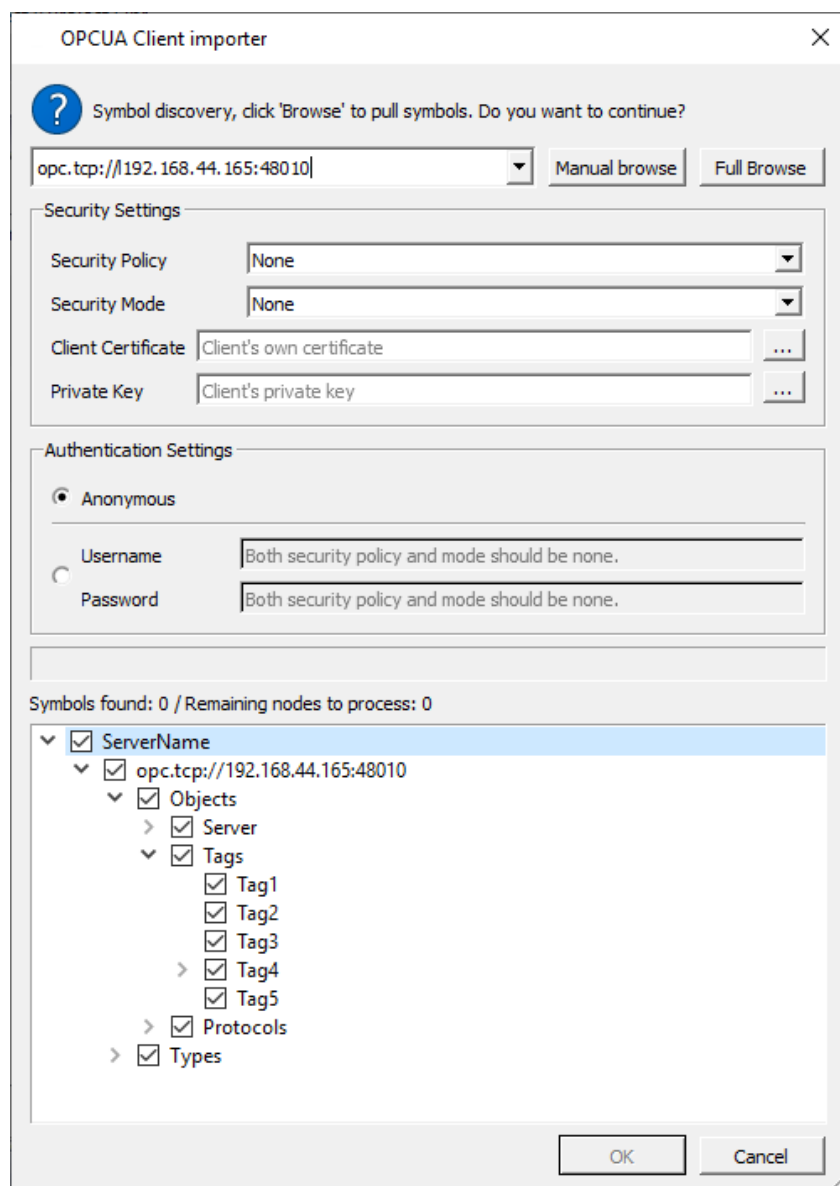 OPCUA Client importer
Symbol discovery, click 'Browse' to pull symbols. Do you want to continue?
opc.tcp://192.168.44.165:48010 Manual browse Full Browse
Security Settings
Security Policy None
Security Mode None
Client Certificate Client's own certificate ...
Private Key Client's private key ...
Authentication Settings
Anonymous
Username Both security policy and mode should be none.
Password Both security policy and mode should be none.
Symbols found: 0 / Remaining nodes to process: 0
ServerName
opc.tcp://192.168.44.165:48010
Objects
Server
Tags
Tag1
Tag2
Tag3
Tag4
Tag5
Protocols
Types
OK Cancel